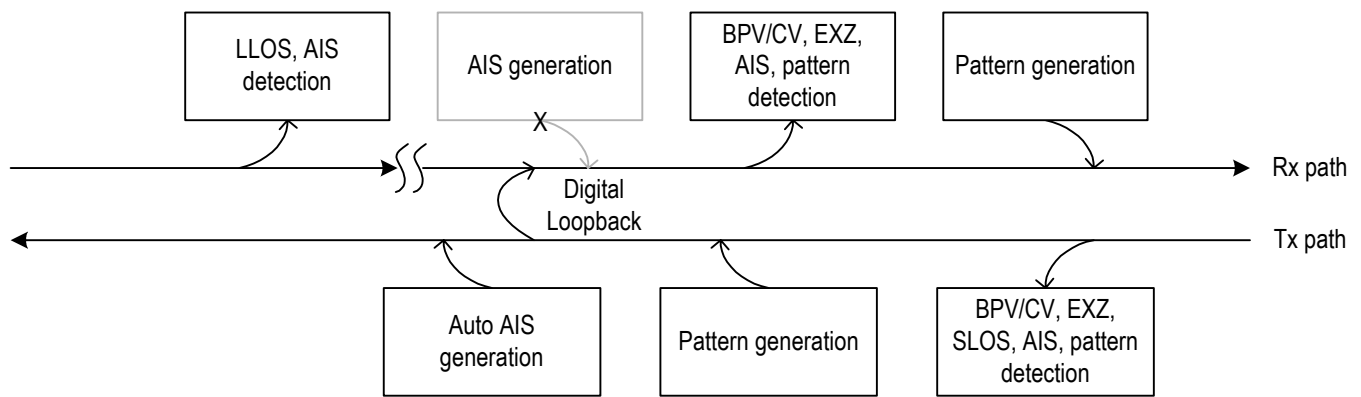 LLOS, AIS
detection
AIS generation
X
BPV/CV, EXZ,
AIS, pattern
detection
Pattern generation
Rx path
Digital
Loopback
Tx path
Auto AIS
generation
Pattern generation
BPV/CV, EXZ,
SLOS, AIS, pattern
detection